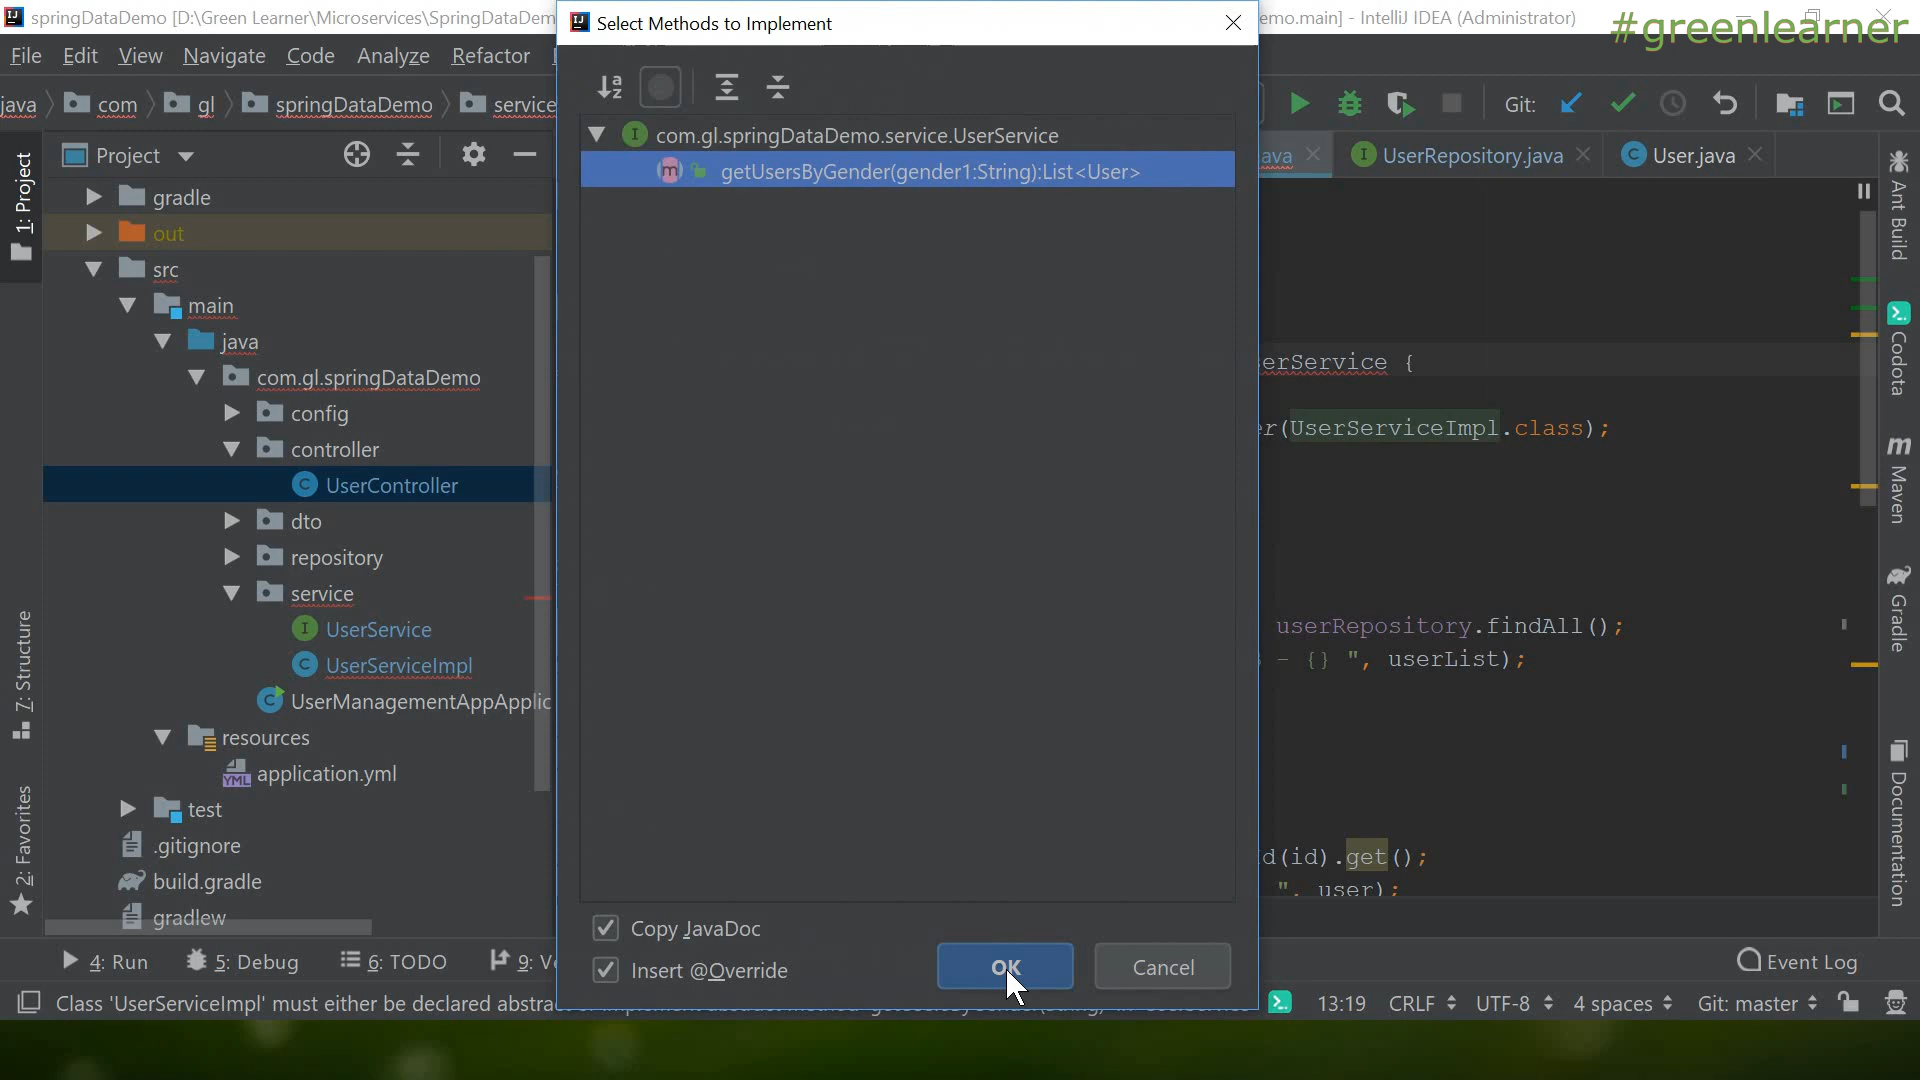 springDataDemo [D:\Green Learner\Microservices\SpringDataDem
Select Methods to Implement
emo.main] - IntelliJ IDEA (Administrator)
#greenlearner
File Edit View Navigate Code Analyze Refactor
java com gl springDataDemo service
Git:
Project
ava UserRepository.java User.java
1: Project
gradle
out
src
main
java
com.gl.springDataDemo
config
controller
UserController
dto
repository
service
UserService
UserServiceImpl
UserManagementAppApplic
resources
application.yml
test
.gitignore
build.gradle
gradlew
7: Structure
2: Favorites
com.gl.springDataDemo.service.UserService
getUsersByGender(gender1:String):List<User>
Copy JavaDoc
Insert @Override
OK Cancel
erService {
er(UserServiceImpl.class);
userRepository.findAll();
- {} ", userList);
d(id).get();
", user);
Ant Build
Codota
Maven
Gradle
Documentation
4: Run 5: Debug 6: TODO 9: Ve
Event Log
Class 'UserServiceImpl' must either be declared abstra
13:19 CRLF UTF-8 4 spaces Git: master